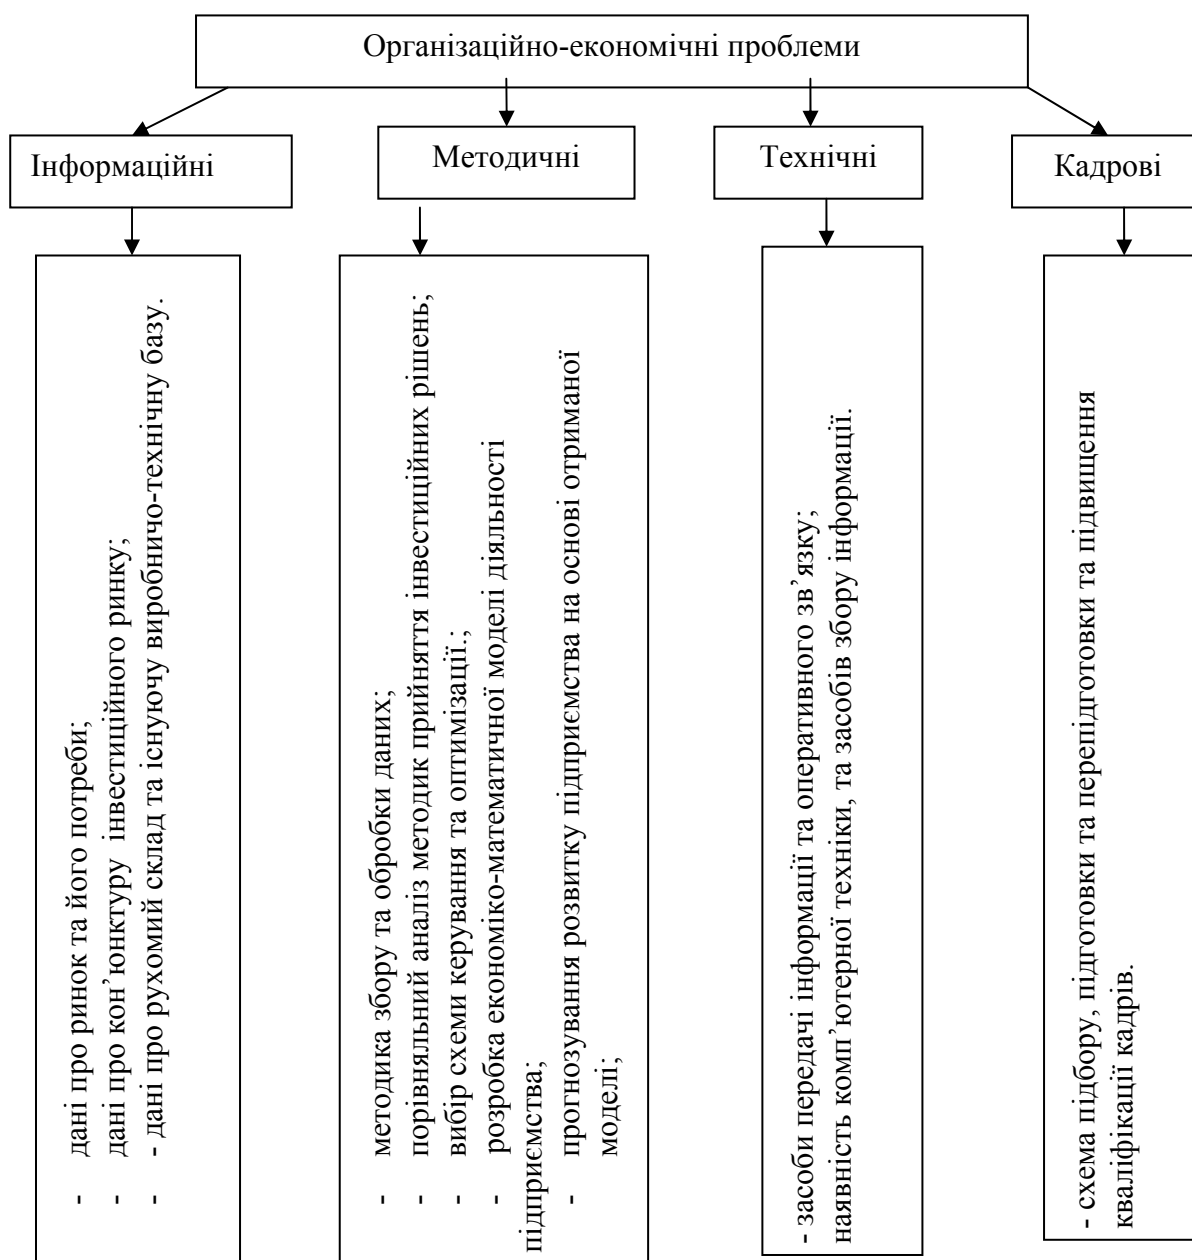 Організаційно-економічні проблеми
Інформаційні
Методичні
Технічні
Кадрові
- дані про ринок та його потреби;
- дані про кон’юнктуру інвестиційного ринку;
- дані про рухомий склад та існуючу виробничо-технічну базу.
- методика збору та обробки даних;
- порівняльний аналіз методик прийняття інвестиційних рішень;
- вибір схеми керування та оптимізації.;
- розробка економіко-математичної моделі діяльності
підприємства;
- прогнозування розвитку підприємства на основі отриманої
моделі;
- засоби передачі інформації та оперативного зв’язку;
наявність комп’ютерної техніки, та засобів збору інформації.
- схема підбору, підготовки та перепідготовки та підвищення
кваліфікації кадрів.